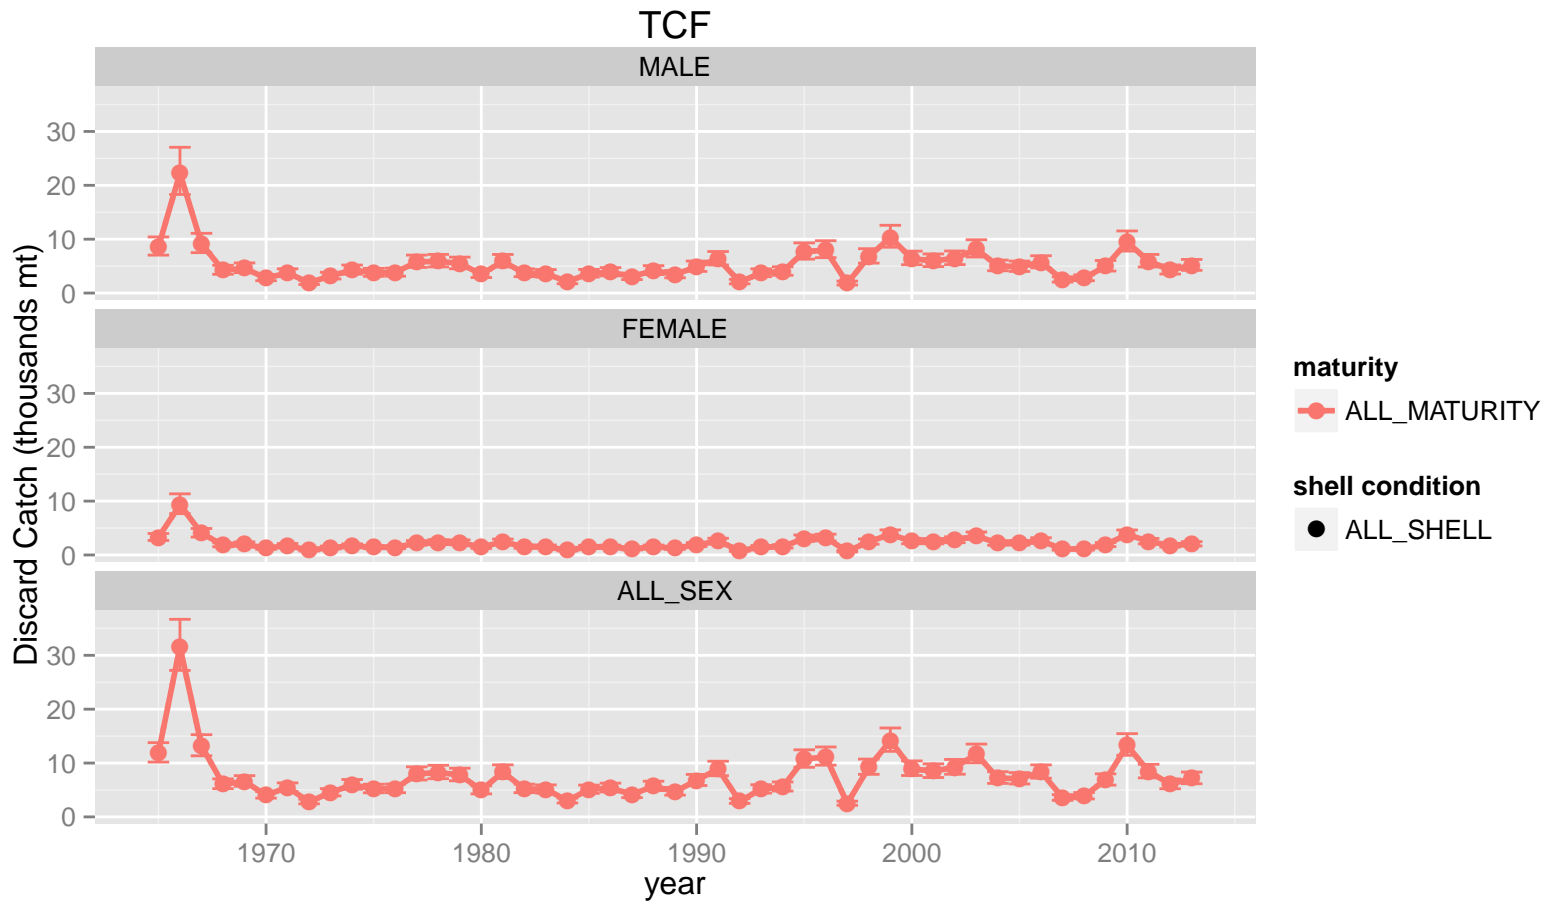 TCF
MALE
30
20
10
0
FEMALE
30
20
10
0
ALL_SEX
30
20
10
0
Discard Catch (thousands mt)
1970 1980 1990 2000 2010
year
maturity
ALL_MATURITY
shell condition
ALL_SHELL